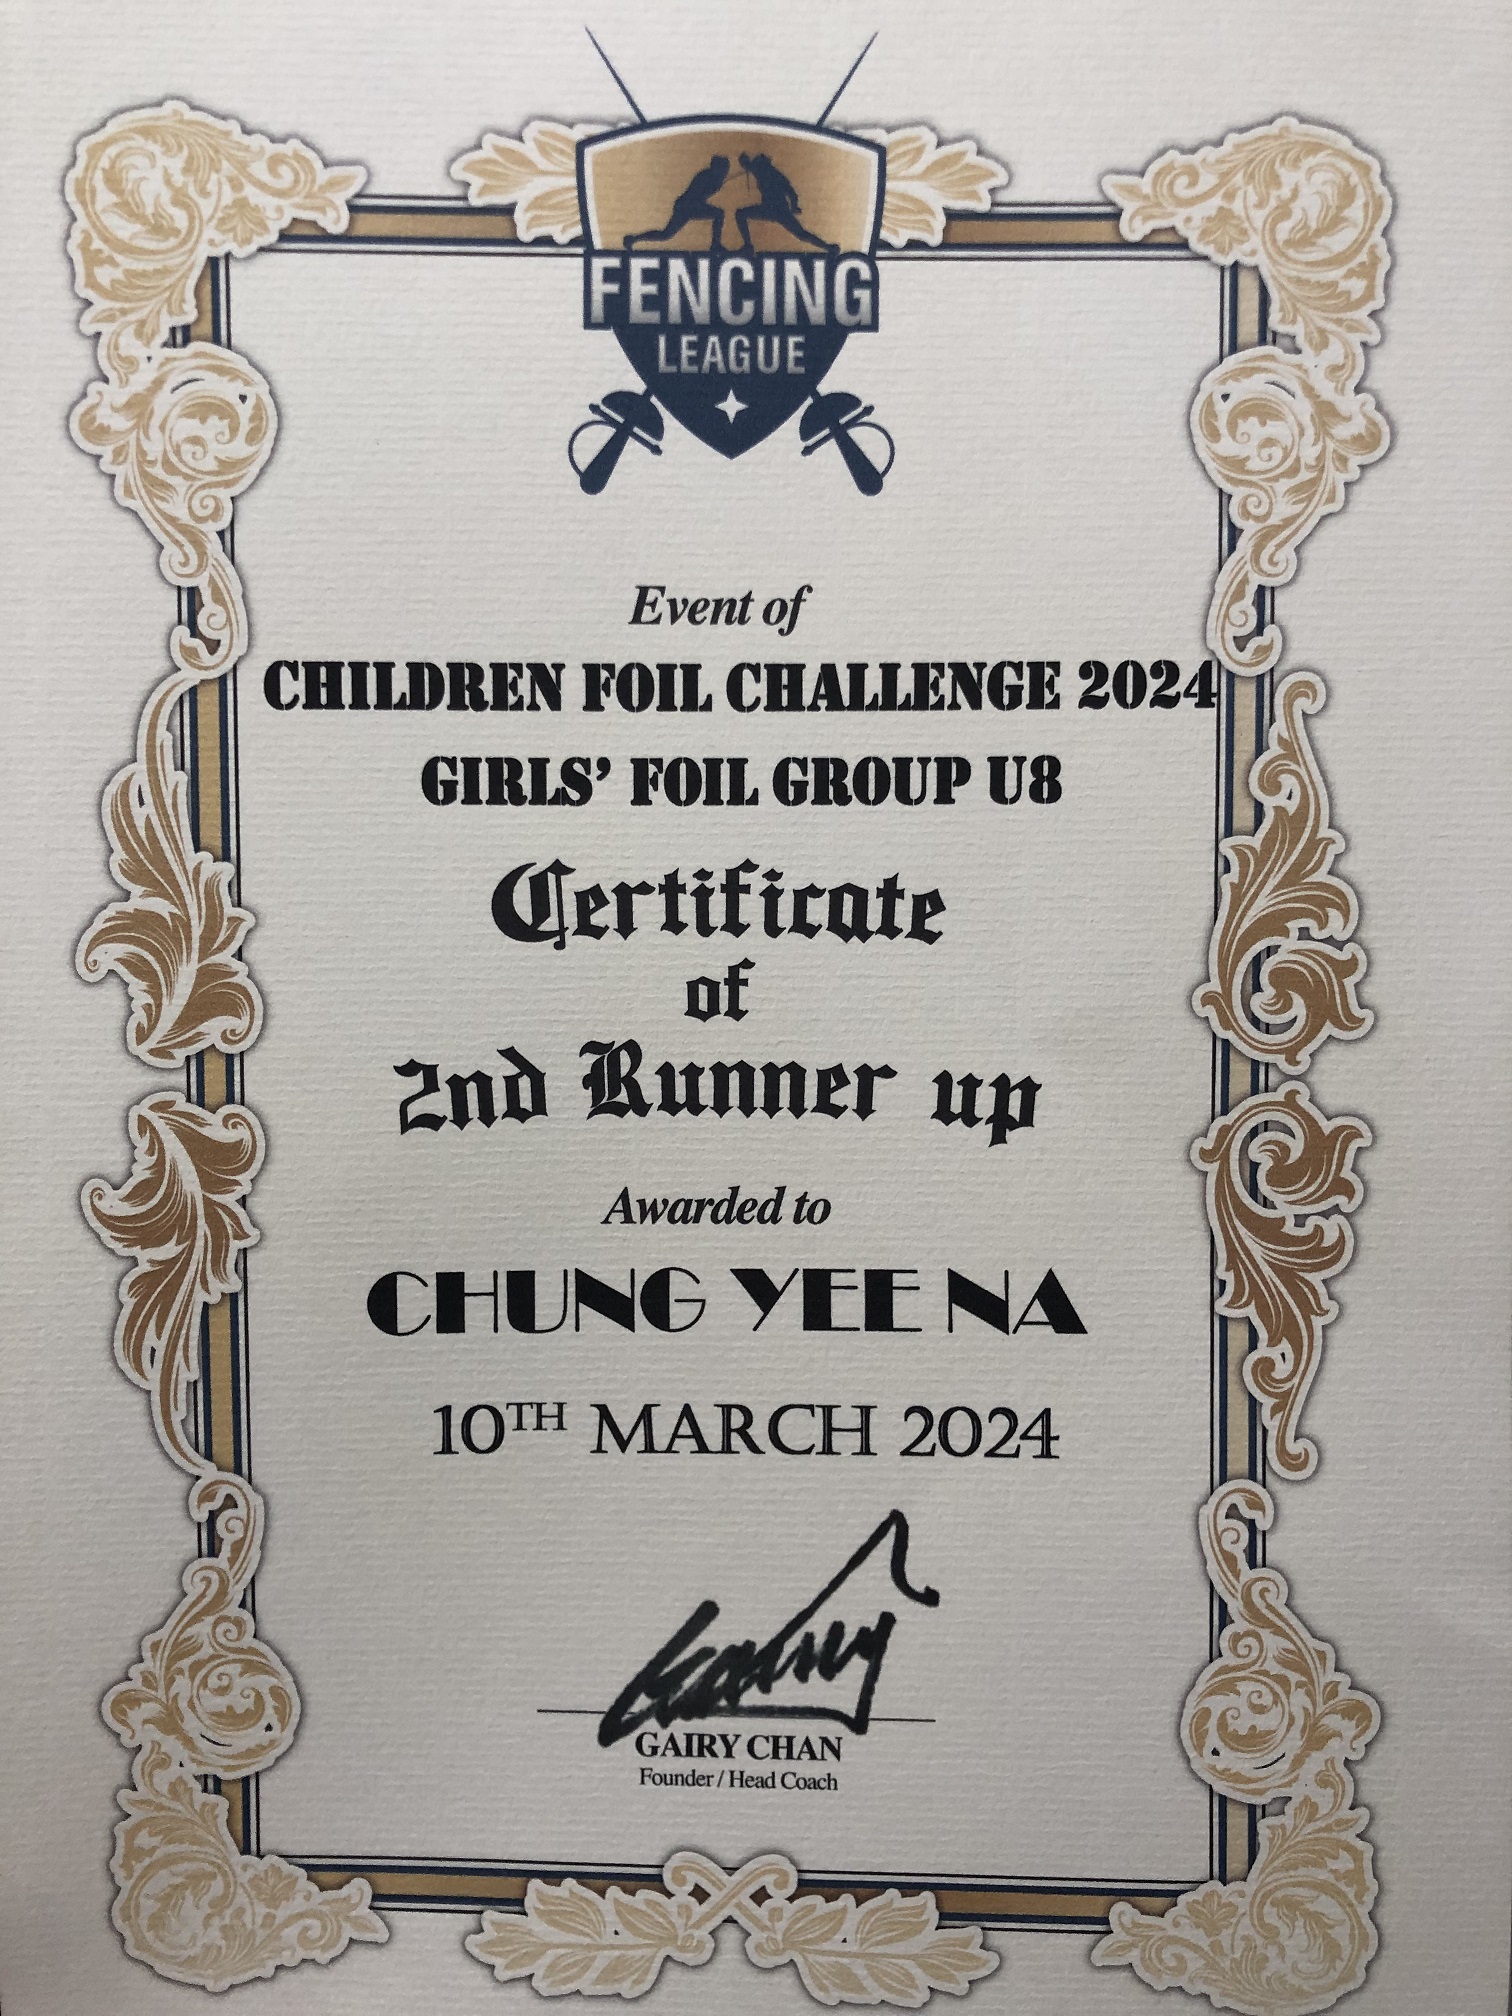 FENCING
LEAGUE
Event of
CHILDREN FOIL CHALLENGE 2024
GIRLS' FOIL GROUP U8
Certificate
of
2nd Runner up
Awarded to
CHUNG YEE NA
10TH MARCH 2024
Gairy
GAIRY CHAN
Founder / Head Coach